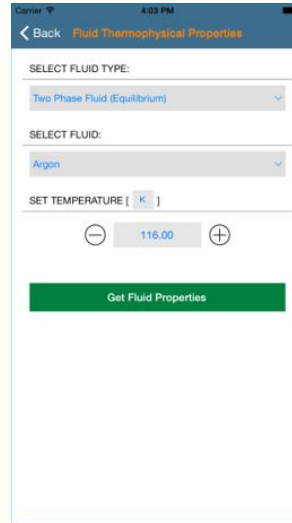 Carrier 4:03 PM
Back Fluid Thermophysical Properties
SELECT FLUID TYPE:
Two Phase Fluid (Equilibrium)
SELECT FLUID:
Argon
SET TEMPERATURE [ K ]
116.00
Get Fluid Properties